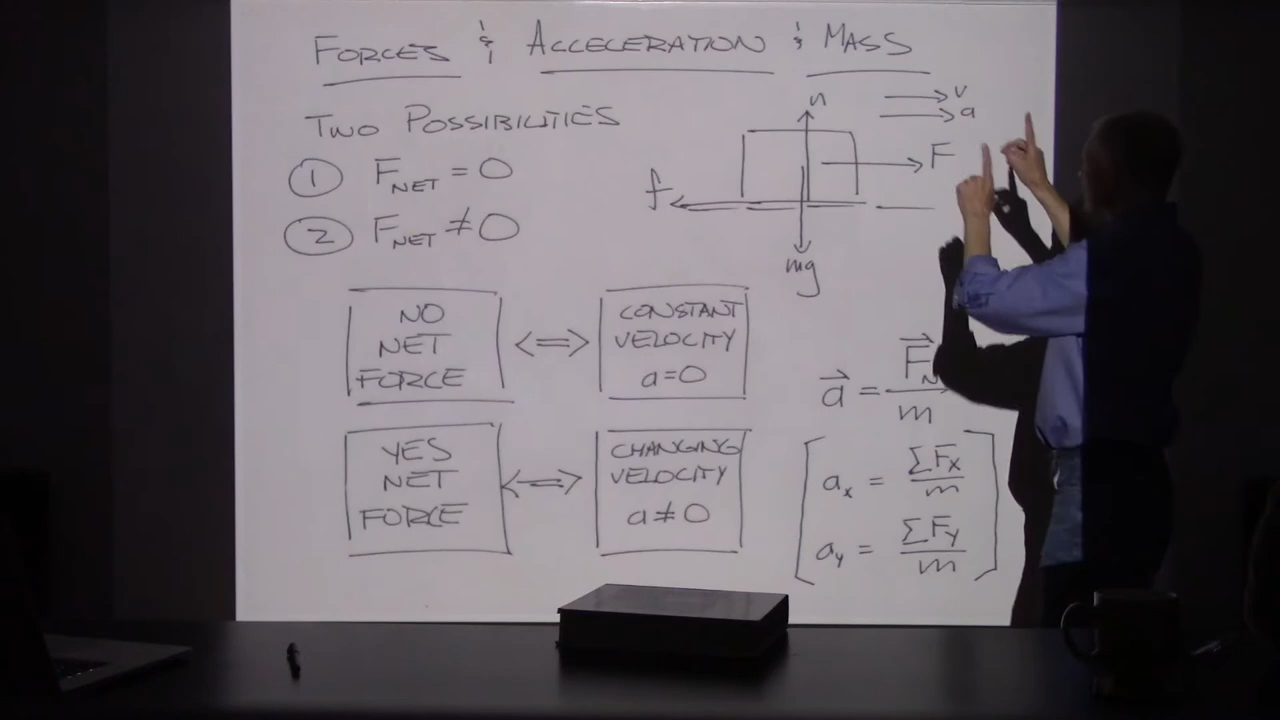 FORCES & ACCELERATION & MASS
TWO POSSIBILITIES
① F_NET = 0
② F_NET ≠ 0
n
v
a
F
f
mg
NO
NET
FORCE
<=>
CONSTANT
VELOCITY
a=0
YES
NET
FORCE
<=>
CHANGING
VELOCITY
a≠0
a⃗ = F⃗_N / m
a_x = ΣF_x / m
a_y = ΣF_y / m